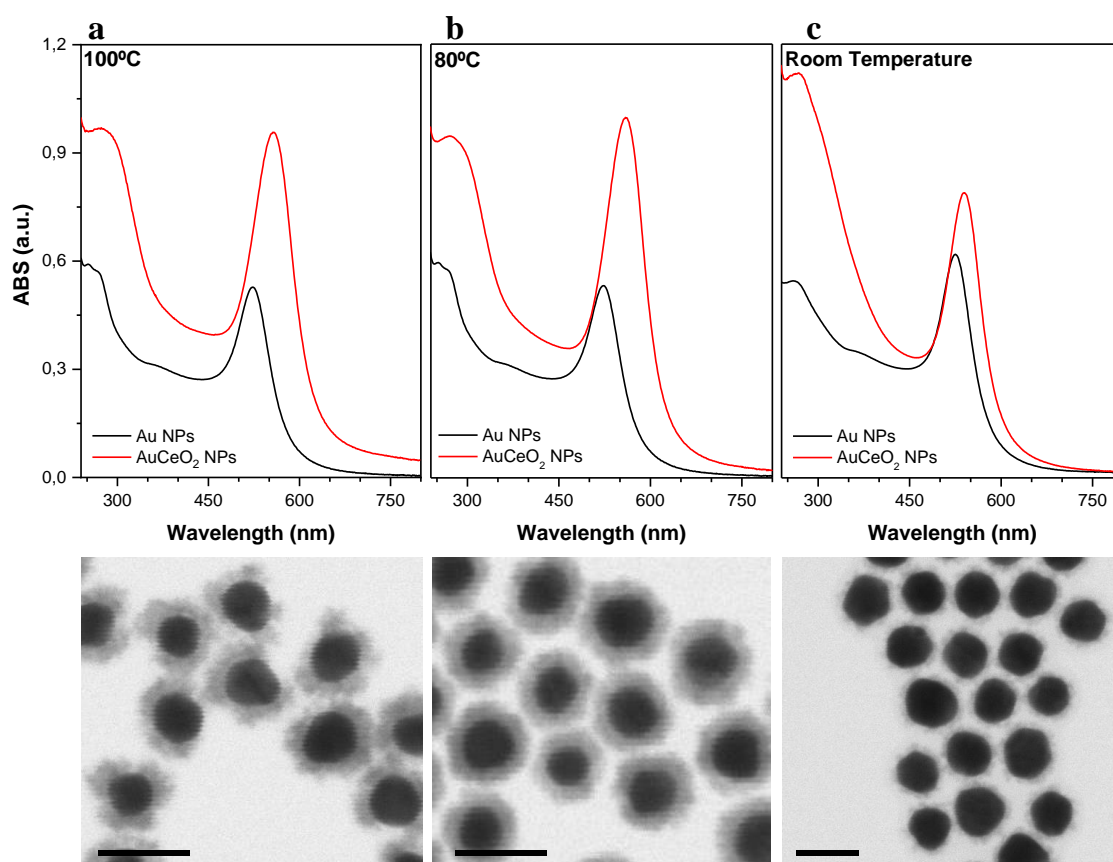 a
b
c
100ºC
80ºC
Room Temperature
1,2
0,9
0,6
0,3
0,0
ABS (a.u.)
Au NPs
AuCeO₂ NPs
Au NPs
AuCeO₂ NPs
Au NPs
AuCeO₂ NPs
300 450 600 750
300 450 600 750
300 450 600 750
Wavelength (nm)
Wavelength (nm)
Wavelength (nm)